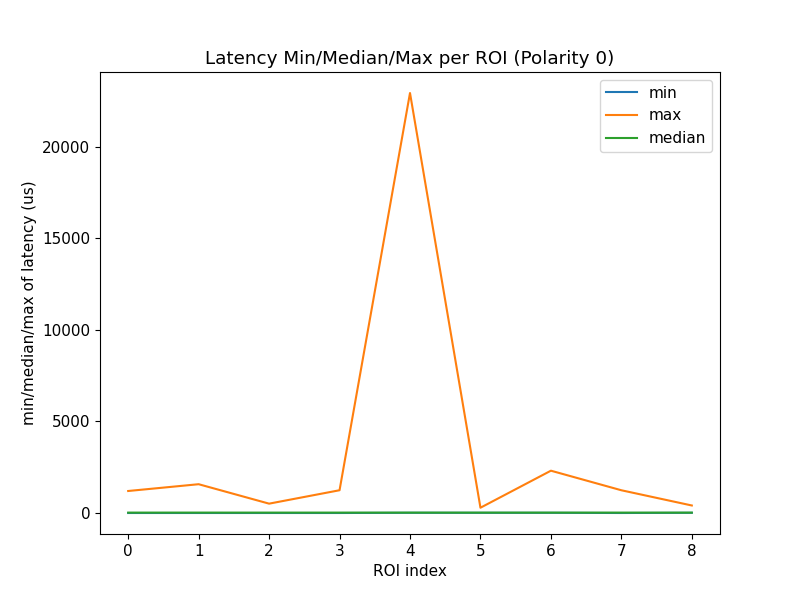 Latency Min/Median/Max per ROI (Polarity 0)
min
max
median
min/median/max of latency (us)
20000
15000
10000
5000
0
0 1 2 3 4 5 6 7 8
ROI index